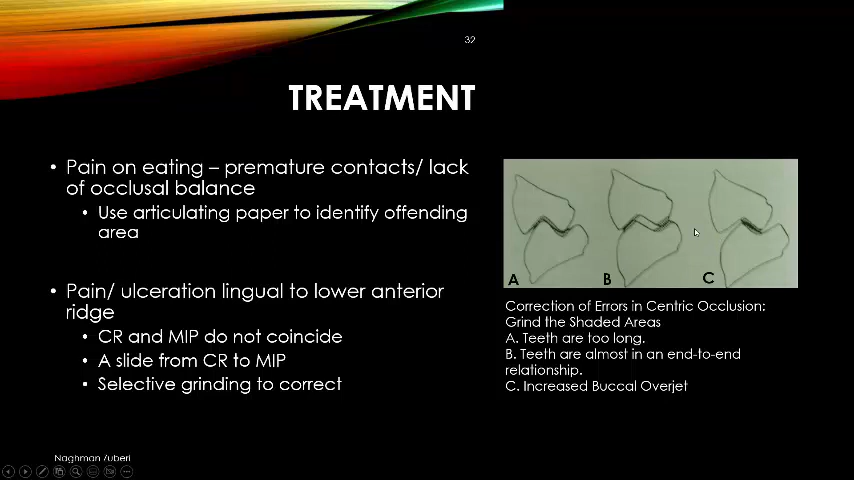 32
TREATMENT
• Pain on eating – premature contacts/ lack
of occlusal balance
• Use articulating paper to identify offending
area
• Pain/ ulceration lingual to lower anterior
ridge
• CR and MIP do not coincide
• A slide from CR to MIP
• Selective grinding to correct
A B C
Correction of Errors in Centric Occlusion:
Grind the Shaded Areas
A. Teeth are too long.
B. Teeth are almost in an end-to-end
relationship.
C. Increased Buccal Overjet
Naghman Zuberi